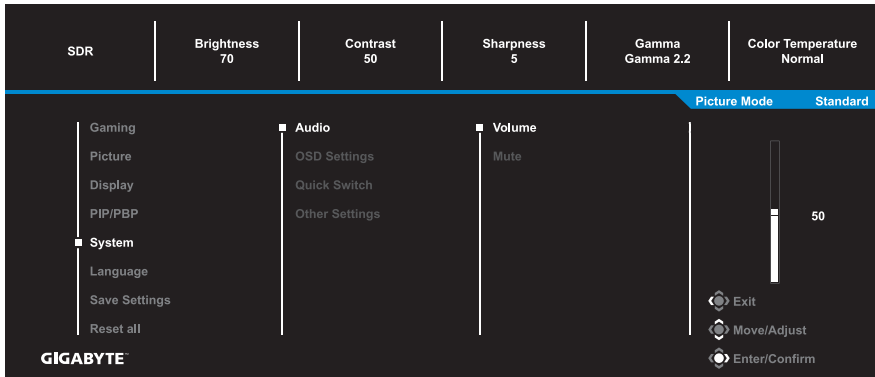 SDR
Brightness
70
Contrast
50
Sharpness
5
Gamma
Gamma 2.2
Color Temperature
Normal
Picture Mode Standard
Gaming
Picture
Display
PIP/PBP
System
Language
Save Settings
Reset all
Audio
OSD Settings
Quick Switch
Other Settings
Volume
Mute
50
Exit
Move/Adjust
Enter/Confirm
GIGABYTE™